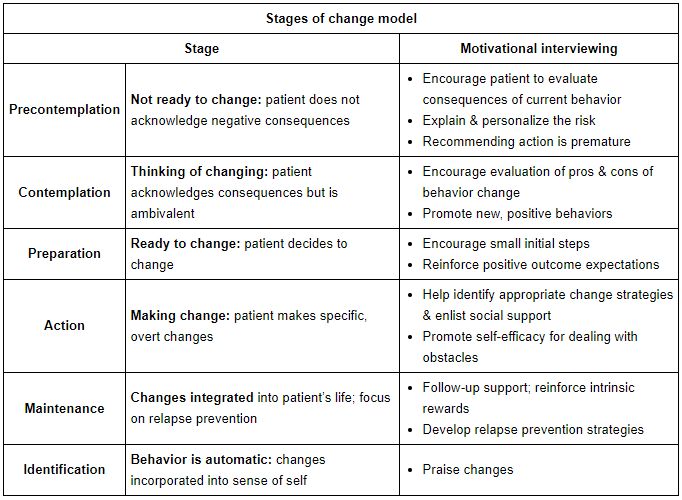 Stages of change model
Stage
Motivational interviewing
Precontemplation
Not ready to change: patient does not
acknowledge negative consequences
• Encourage patient to evaluate
consequences of current behavior
• Explain & personalize the risk
• Recommending action is premature
Contemplation
Thinking of changing: patient
acknowledges consequences but is
ambivalent
• Encourage evaluation of pros & cons of
behavior change
• Promote new, positive behaviors
Preparation
Ready to change: patient decides to
change
• Encourage small initial steps
• Reinforce positive outcome expectations
Action
Making change: patient makes specific,
overt changes
• Help identify appropriate change strategies
& enlist social support
• Promote self-efficacy for dealing with
obstacles
Maintenance
Changes integrated into patient's life; focus
on relapse prevention
• Follow-up support; reinforce intrinsic
rewards
• Develop relapse prevention strategies
Identification
Behavior is automatic: changes
incorporated into sense of self
• Praise changes